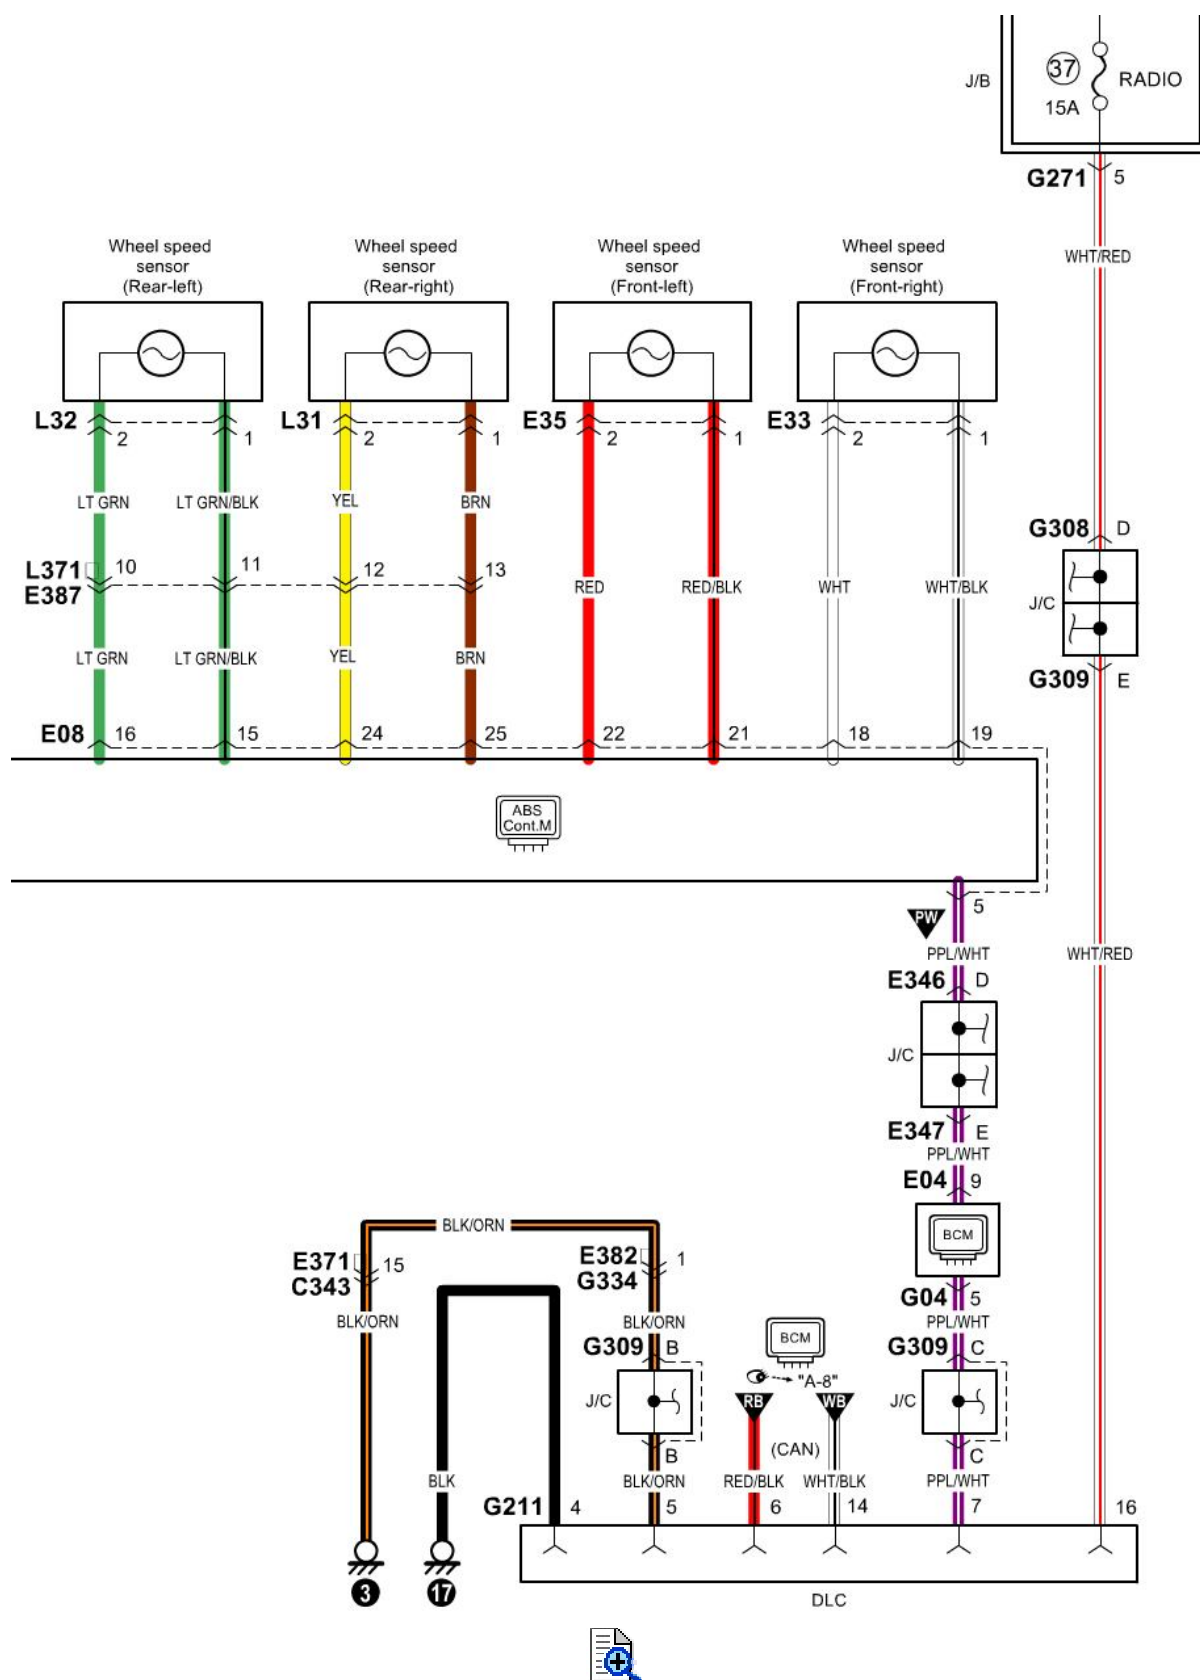 37
RADIO
J/B
15A
G271 5
WHT/RED
Wheel speed
sensor
(Rear-left)
Wheel speed
sensor
(Rear-right)
Wheel speed
sensor
(Front-left)
Wheel speed
sensor
(Front-right)
L32 2 1
L31 2 1
E35 2 1
E33 2 1
LT GRN LT GRN/BLK YEL BRN
G308 D
L371 10 11 12 13
E387
RED RED/BLK WHT WHT/BLK
J/C
LT GRN LT GRN/BLK YEL BRN
G309 E
E08 16 15 24 25 22 21 18 19
ABS
Cont.M
5
PW
PPL/WHT WHT/RED
E346 D
J/C
E347 E
PPL/WHT
E04 9
BLK/ORN
BCM
E371 15
C343
E382 1
G334
G04 5
BLK/ORN BLK/ORN PPL/WHT
BCM
G309 B
G309 C
"A-8"
J/C RB WB J/C
(CAN)
B C
BLK BLK/ORN RED/BLK WHT/BLK PPL/WHT
G211 4 5 6 14 7 16
3 17
DLC